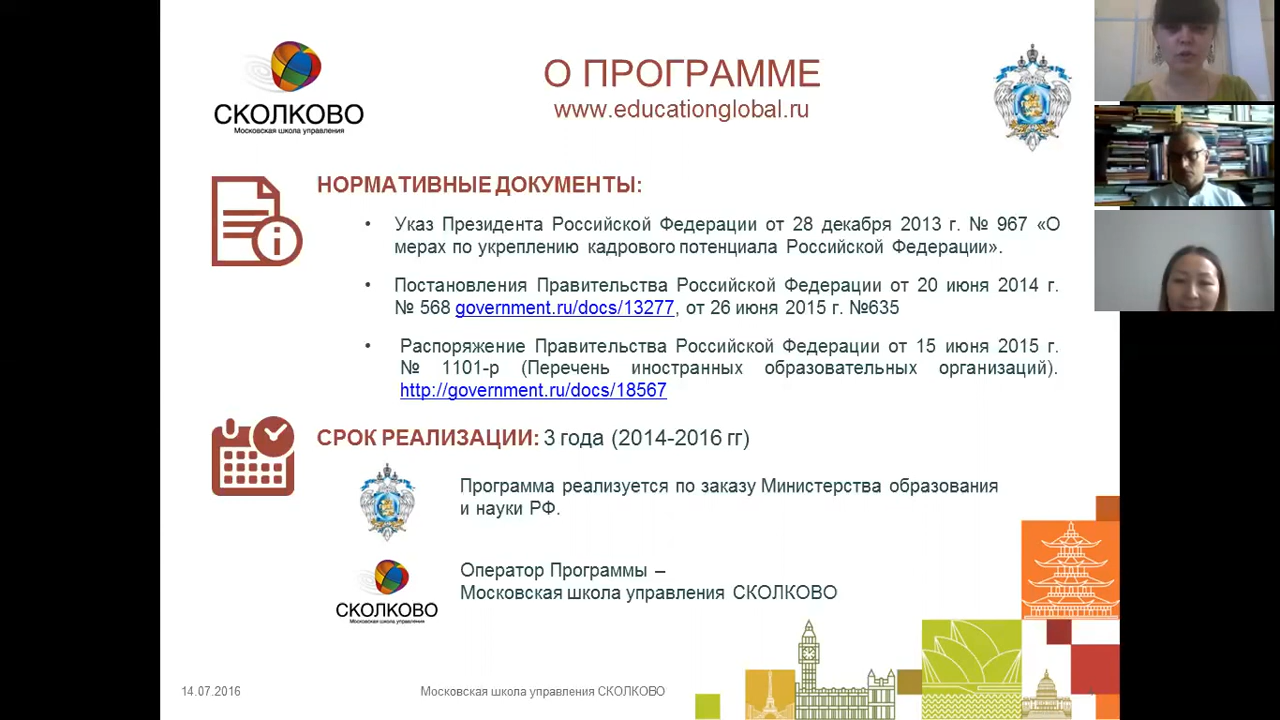 СКОЛКОВО
Московская школа управления
О ПРОГРАММЕ
www.educationglobal.ru
НОРМАТИВНЫЕ ДОКУМЕНТЫ:
• Указ Президента Российской Федерации от 28 декабря 2013 г. № 967 «О
мерах по укреплению кадрового потенциала Российской Федерации».
• Постановления Правительства Российской Федерации от 20 июня 2014 г.
№ 568 government.ru/docs/13277, от 26 июня 2015 г. №635
• Распоряжение Правительства Российской Федерации от 15 июня 2015 г.
№ 1101-р (Перечень иностранных образовательных организаций).
http://government.ru/docs/18567
СРОК РЕАЛИЗАЦИИ: 3 года (2014-2016 гг)
Программа реализуется по заказу Министерства образования
и науки РФ.
Оператор Программы –
Московская школа управления СКОЛКОВО
СКОЛКОВО
Московская школа управления
14.07.2016
Московская школа управления СКОЛКОВО